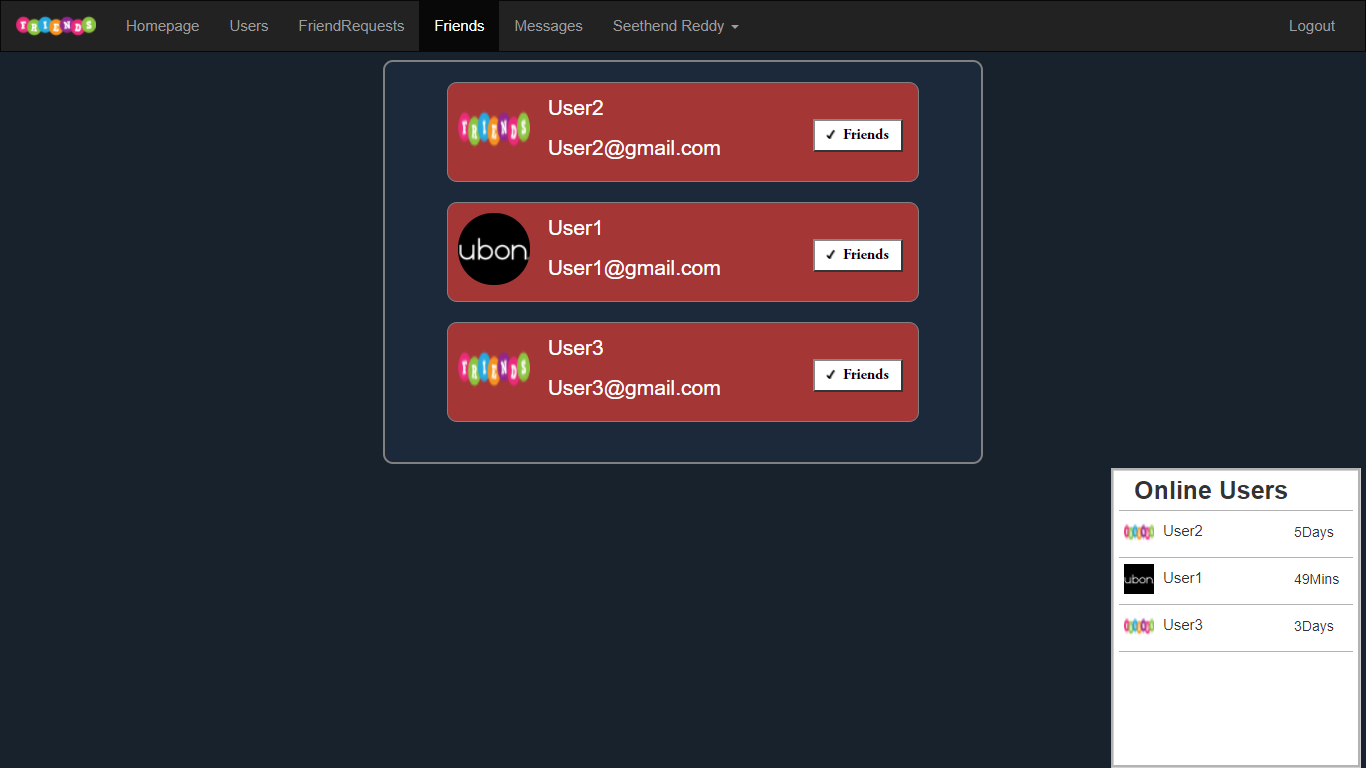 FRIENDS Homepage Users FriendRequests Friends Messages Seethend Reddy Logout
User2
FRIENDS
User2@gmail.com
✓ Friends
User1
ubon
User1@gmail.com
✓ Friends
User3
FRIENDS
User3@gmail.com
✓ Friends
Online Users
User2 5Days
ubon User1 49Mins
User3 3Days